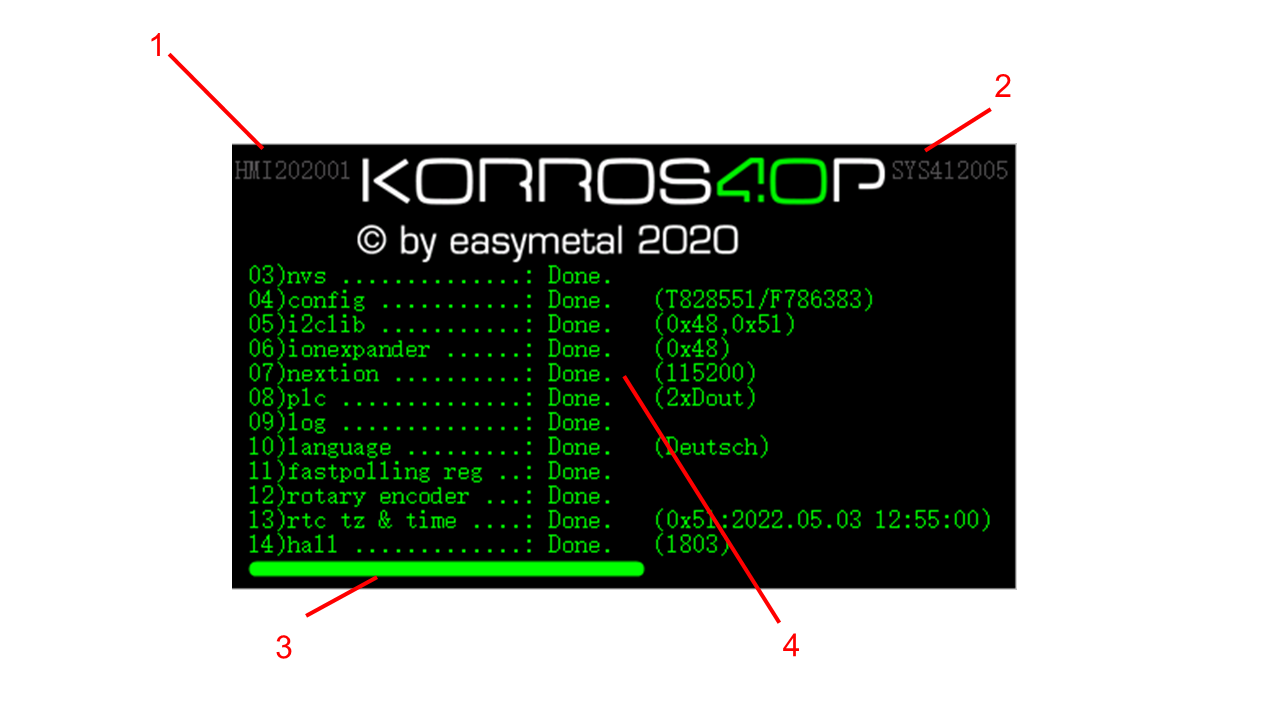 1
2
HMI202001 KORROS4.0P SYS412005
© by easymetal 2020
03)nvs ..............: Done.
04)config ...........: Done. (T828551/F786383)
05)i2clib ...........: Done. (0x48,0x51)
06)ionexpander ......: Done. (0x48)
07)nextion ..........: Done. (115200)
08)plc ..............: Done. (2xDout)
09)log ..............: Done.
10)language .........: Done. (Deutsch)
11)fastpolling reg ..: Done.
12)rotary encoder ...: Done.
13)rtc tz & time ....: Done. (0x51:2022.05.03 12:55:00)
14)hall .............: Done. (1803)
3
4